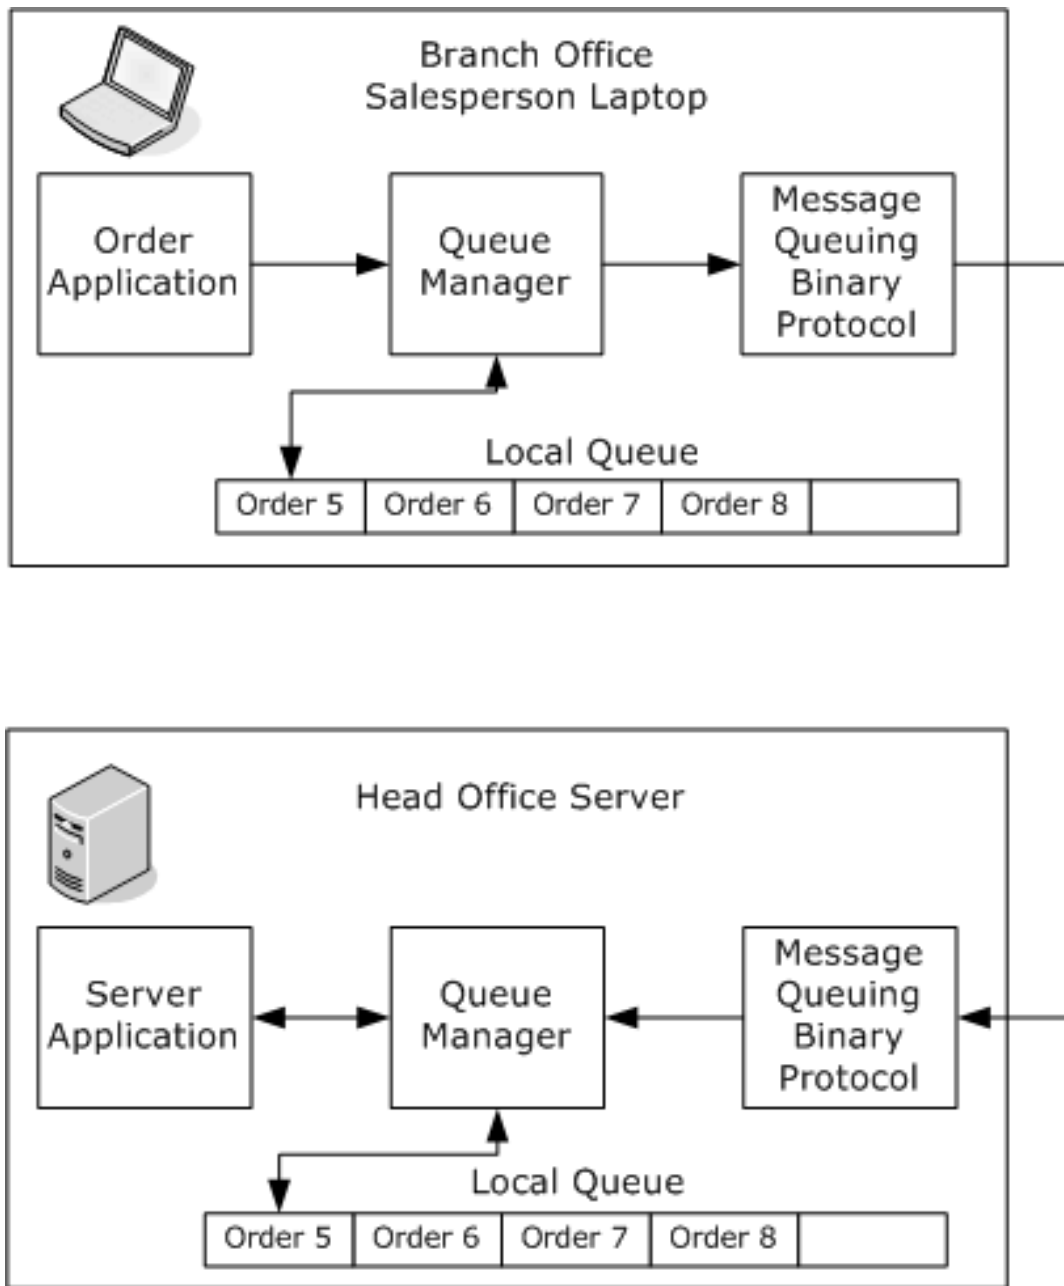 Branch Office
Salesperson Laptop
Order
Application
Queue
Manager
Message
Queuing
Binary
Protocol
Local Queue
Order 5
Order 6
Order 7
Order 8
Head Office Server
Server
Application
Queue
Manager
Message
Queuing
Binary
Protocol
Local Queue
Order 5
Order 6
Order 7
Order 8